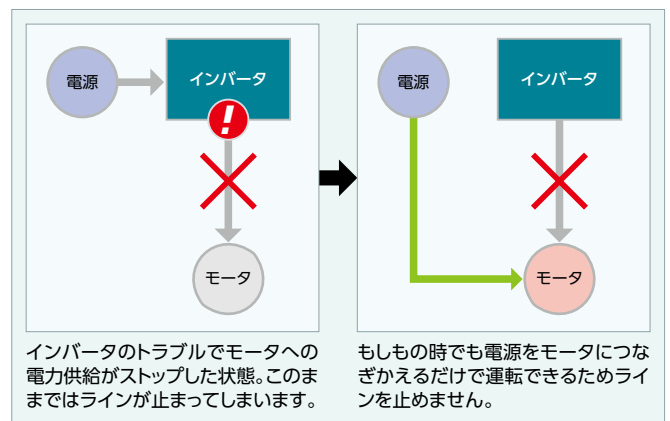 電源
インバータ
!
モータ
インバータのトラブルでモータへの
電力供給がストップした状態。このま
まではラインが止まってしまいます。
電源
インバータ
モータ
もしもの時でも電源をモータにつな
ぎかえるだけで運転できるためライ
ンを止めません。